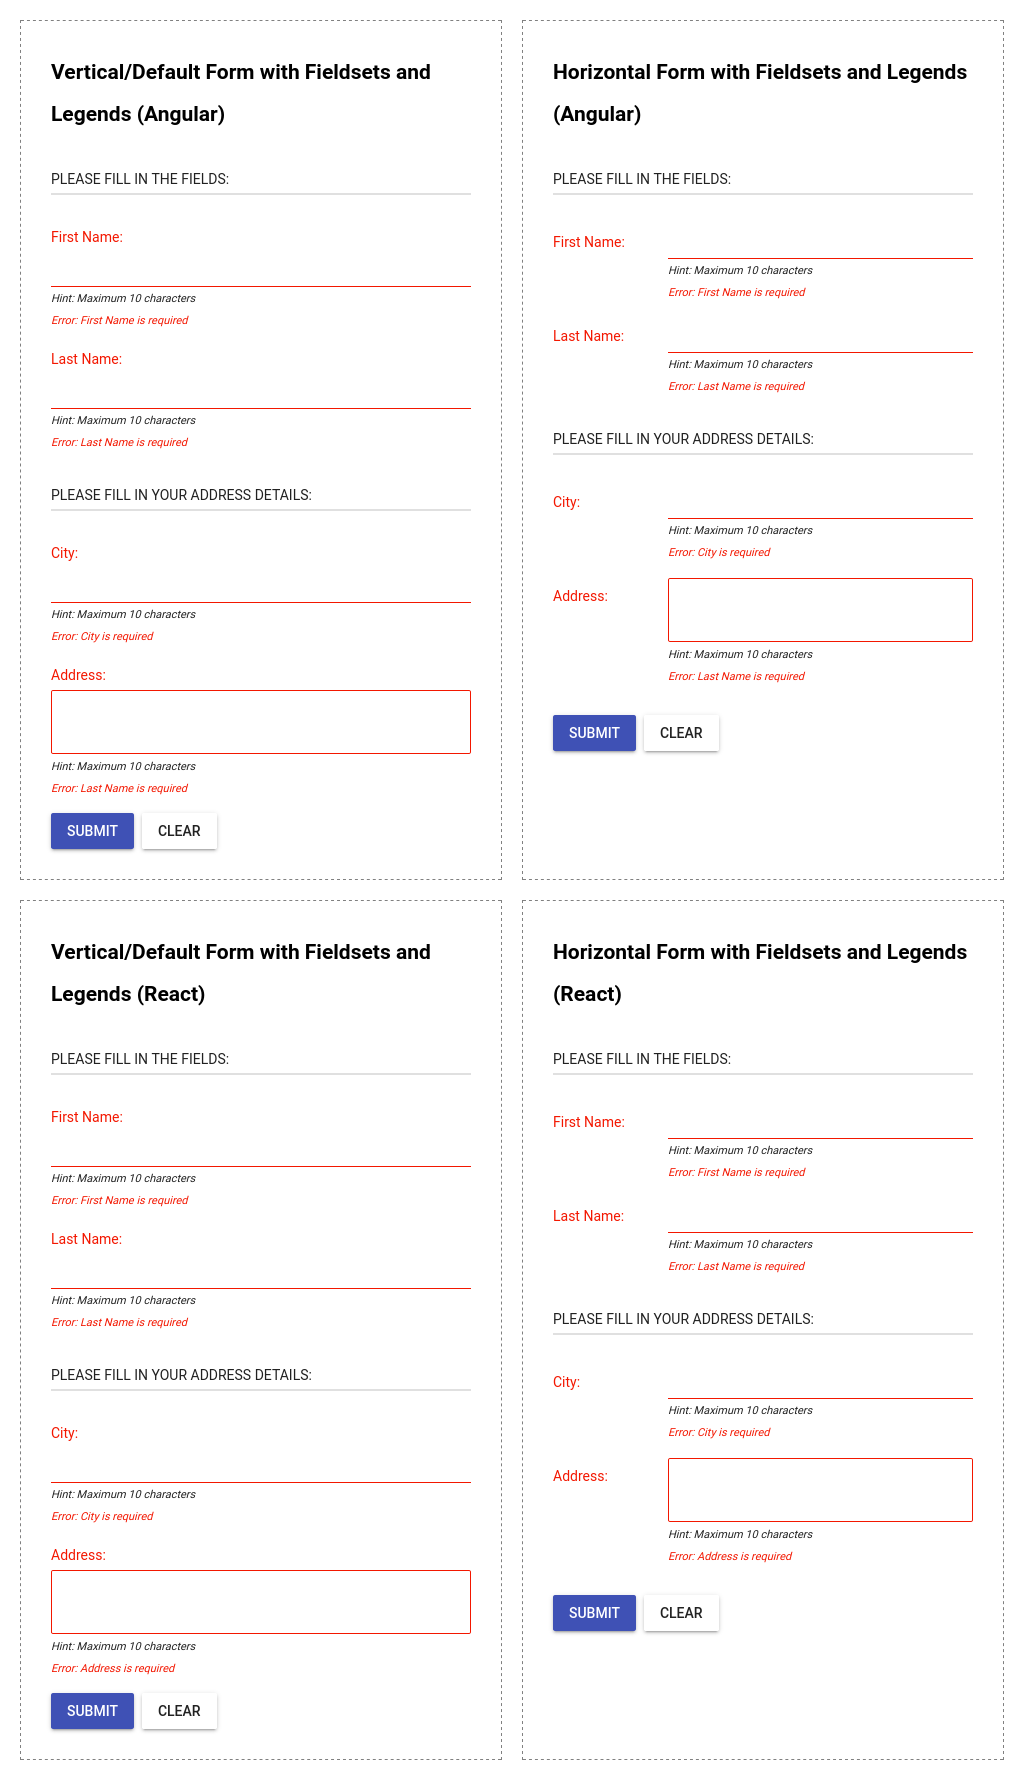 Vertical/Default Form with Fieldsets and
Legends (Angular)
PLEASE FILL IN THE FIELDS:
First Name:
Hint: Maximum 10 characters
Error: First Name is required
Last Name:
Hint: Maximum 10 characters
Error: Last Name is required
PLEASE FILL IN YOUR ADDRESS DETAILS:
City:
Hint: Maximum 10 characters
Error: City is required
Address:
Hint: Maximum 10 characters
Error: Last Name is required
SUBMIT CLEAR
Horizontal Form with Fieldsets and Legends
(Angular)
PLEASE FILL IN THE FIELDS:
First Name:
Hint: Maximum 10 characters
Error: First Name is required
Last Name:
Hint: Maximum 10 characters
Error: Last Name is required
PLEASE FILL IN YOUR ADDRESS DETAILS:
City:
Hint: Maximum 10 characters
Error: City is required
Address:
Hint: Maximum 10 characters
Error: Last Name is required
SUBMIT CLEAR
Vertical/Default Form with Fieldsets and
Legends (React)
PLEASE FILL IN THE FIELDS:
First Name:
Hint: Maximum 10 characters
Error: First Name is required
Last Name:
Hint: Maximum 10 characters
Error: Last Name is required
PLEASE FILL IN YOUR ADDRESS DETAILS:
City:
Hint: Maximum 10 characters
Error: City is required
Address:
Hint: Maximum 10 characters
Error: Address is required
SUBMIT CLEAR
Horizontal Form with Fieldsets and Legends
(React)
PLEASE FILL IN THE FIELDS:
First Name:
Hint: Maximum 10 characters
Error: First Name is required
Last Name:
Hint: Maximum 10 characters
Error: Last Name is required
PLEASE FILL IN YOUR ADDRESS DETAILS:
City:
Hint: Maximum 10 characters
Error: City is required
Address:
Hint: Maximum 10 characters
Error: Address is required
SUBMIT CLEAR